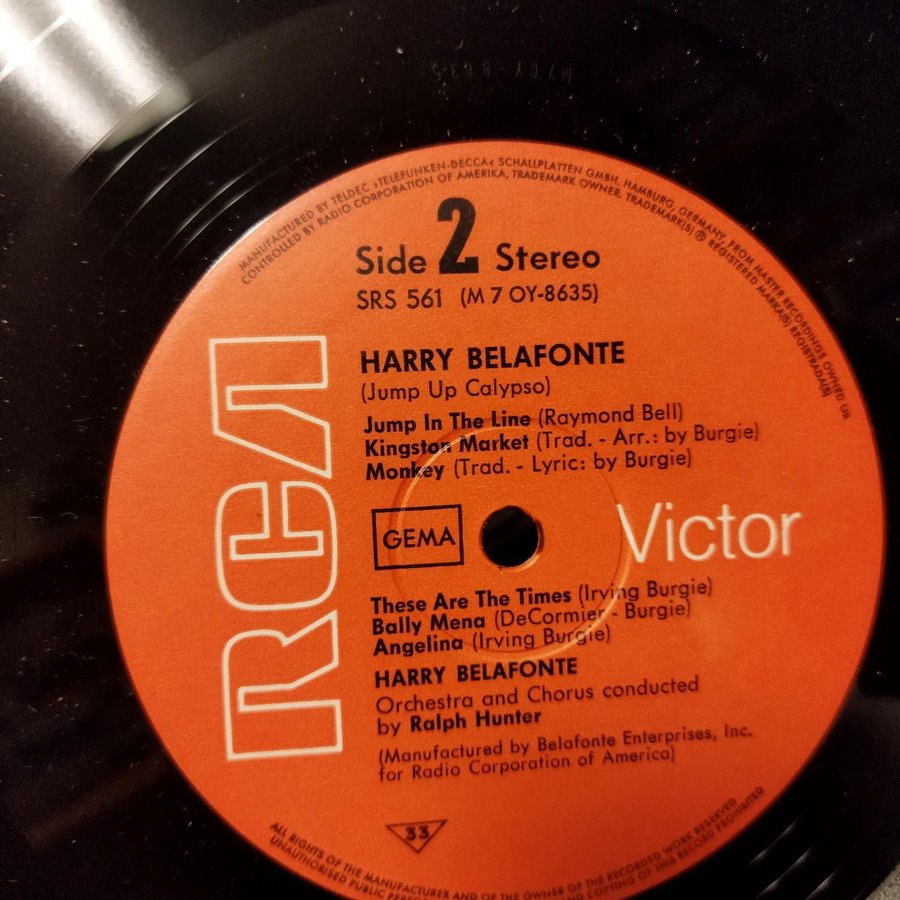 MANUFACTURED BY TELDEC »TELEFUNKEN-DECCA« SCHALLPLATTEN GMBH, HAMBURG, GERMANY, FROM MASTER RECORDINGS OWNED OR
CONTROLLED BY RADIO CORPORATION OF AMERIKA, TRADEMARK OWNER, TRADEMARK(S) ® REGISTERED MARKA(S) REGISTRADA(S)
Side 2 Stereo
SRS 561 (M 7 OY-8635)
HARRY BELAFONTE
(Jump Up Calypso)
Jump In The Line (Raymond Bell)
Kingston Market (Trad. - Arr.: by Burgie)
Monkey (Trad. - Lyric: by Burgie)
RCA
GEMA
Victor
These Are The Times (Irving Burgie)
Bally Mena (DeCormier - Burgie)
Angelina (Irving Burgie)
HARRY BELAFONTE
Orchestra and Chorus conducted
by Ralph Hunter
(Manufactured by Belafonte Enterprises, Inc.
for Radio Corporation of America)
33
ALL RIGHTS OF THE MANUFACTURER AND OF THE OWNER OF THE RECORDED WORK RESERVED
UNAUTHORISED PUBLIC AND COPYING OF THIS RECORD PROHIBITED